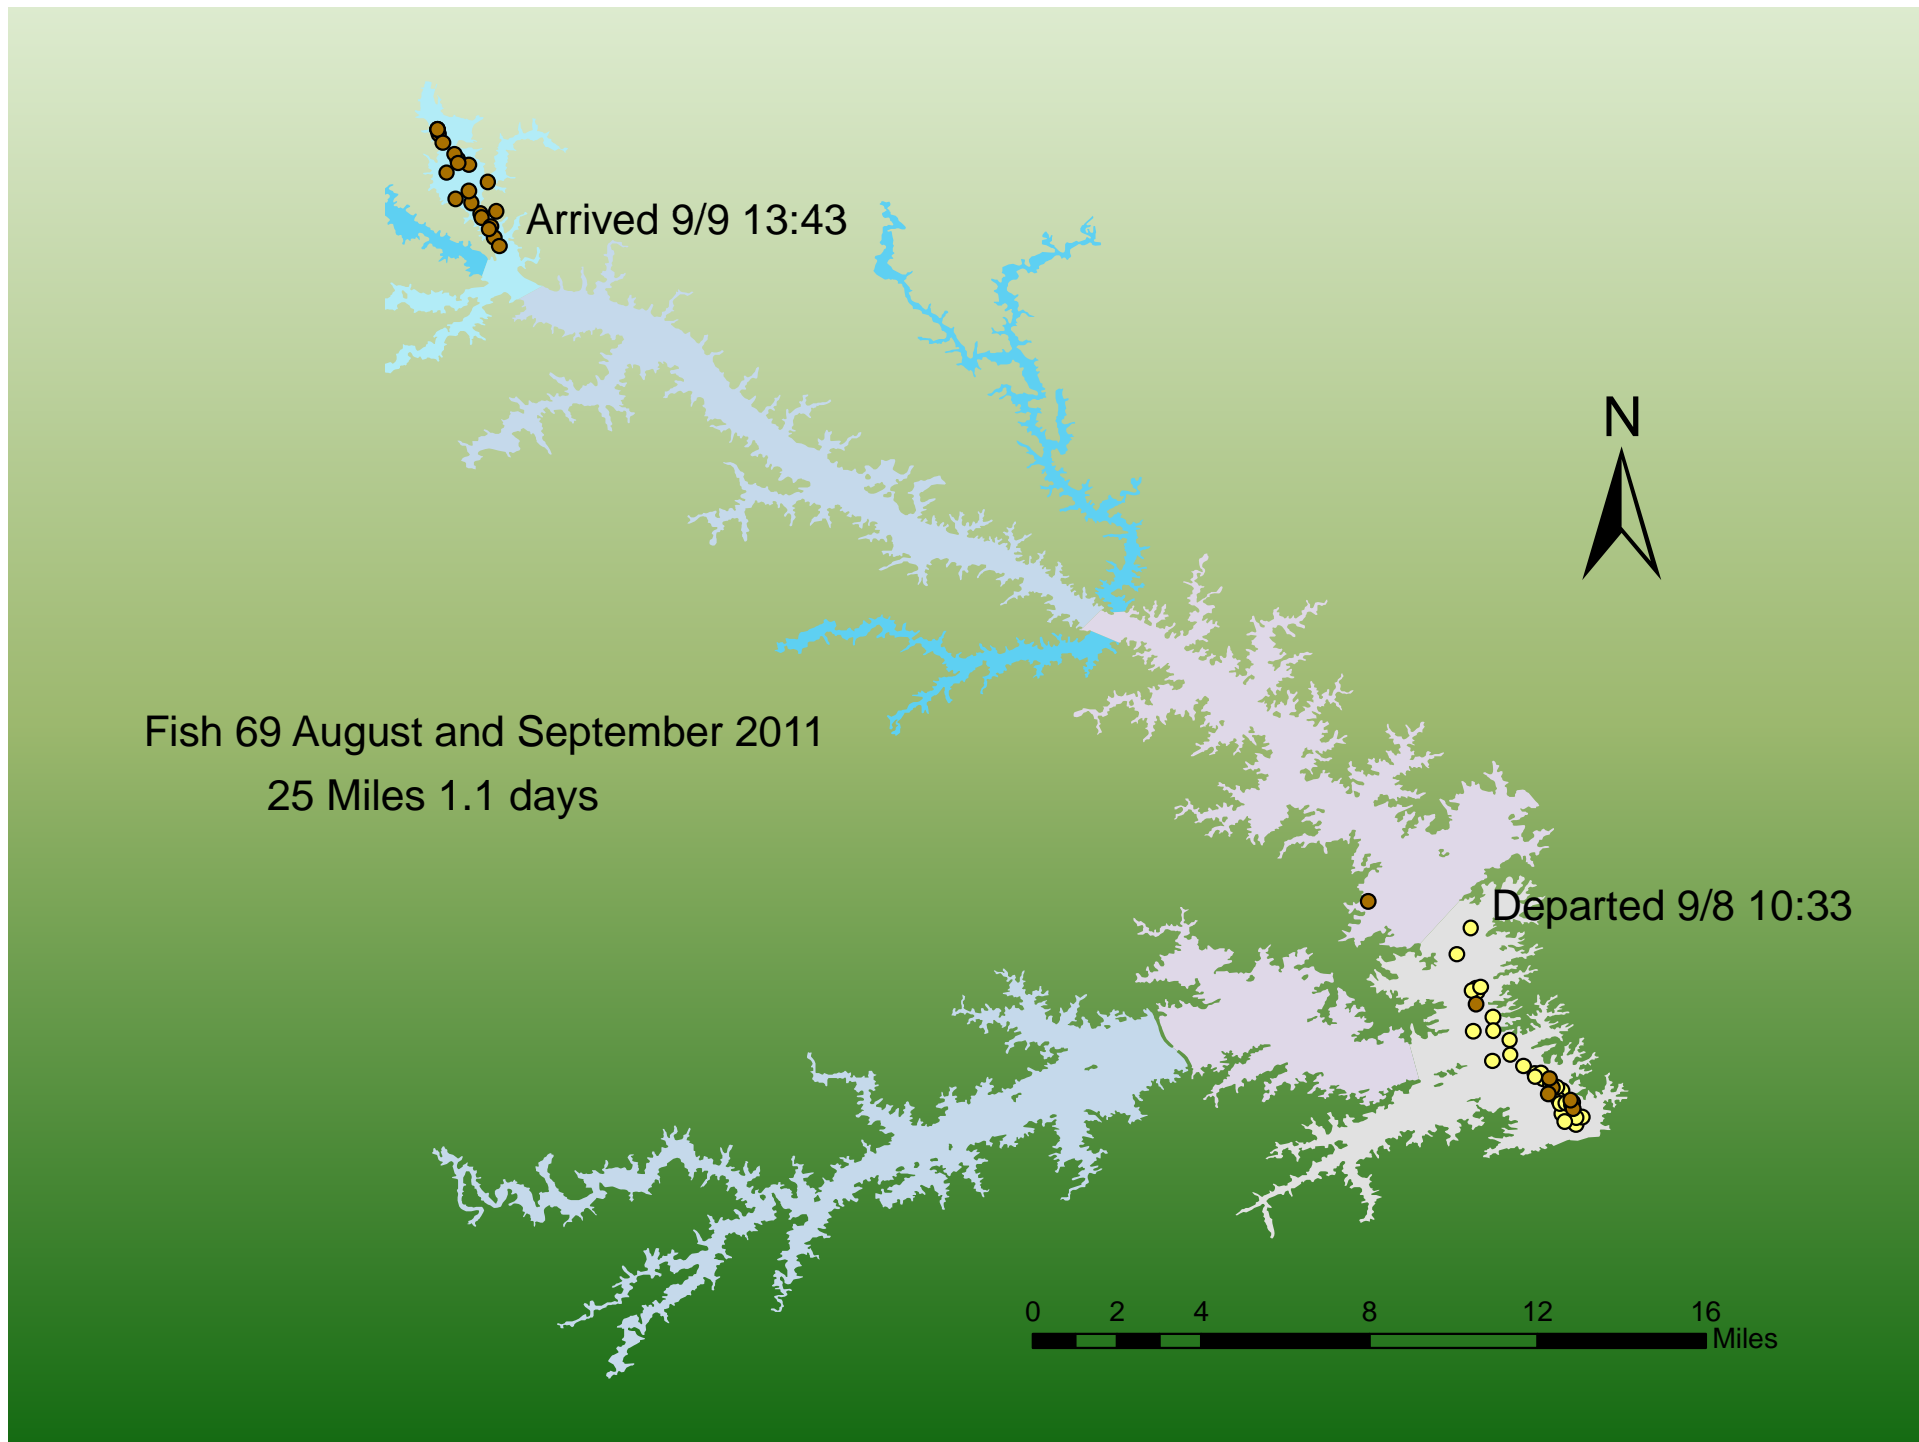 Arrived 9/9 13:43
N
Fish 69 August and September 2011
25 Miles 1.1 days
Departed 9/8 10:33
0 2 4 8 12 16
Miles